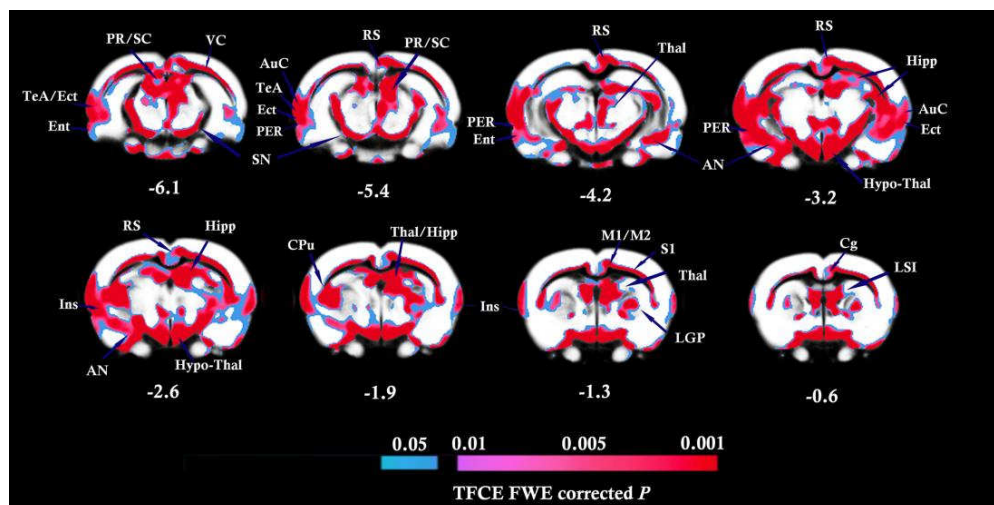 PR/SC VC RS PR/SC RS Thal RS Hipp
AuC
TeA/Ect TeA AuC
Ect PER PER Ect
Ent PER Ent
SN AN AN
Hypo-Thal
-6.1 -5.4 -4.2 -3.2
RS Hipp CPu Thal/Hipp M1/M2 S1 Cg
Thal LSI
Ins Ins
LGP
AN Hypo-Thal
-2.6 -1.9 -1.3 -0.6
0.05 0.01 0.005 0.001
TFCE FWE corrected P